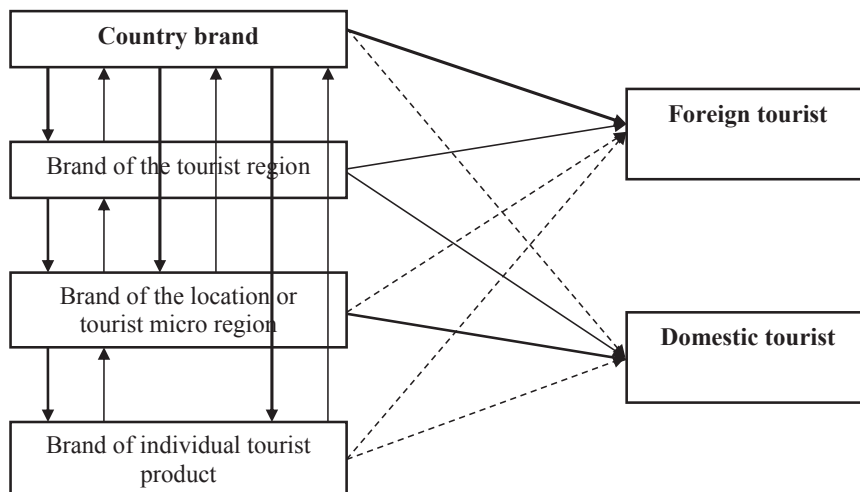 Country brand
Foreign tourist
Brand of the tourist region
Brand of the location or
tourist micro region
Domestic tourist
Brand of individual tourist
product